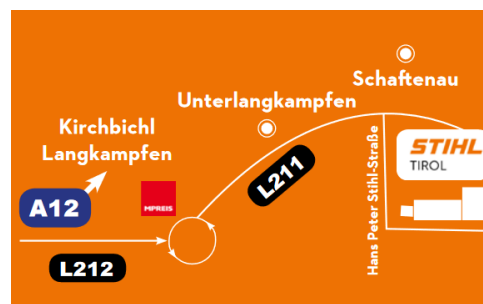 Schaftenau
Unterlangkampfen
Kirchbichl
Langkampfen
Hans Peter Stihl-Straße
STIHL
TIROL
L211
A12
MPREIS
L212